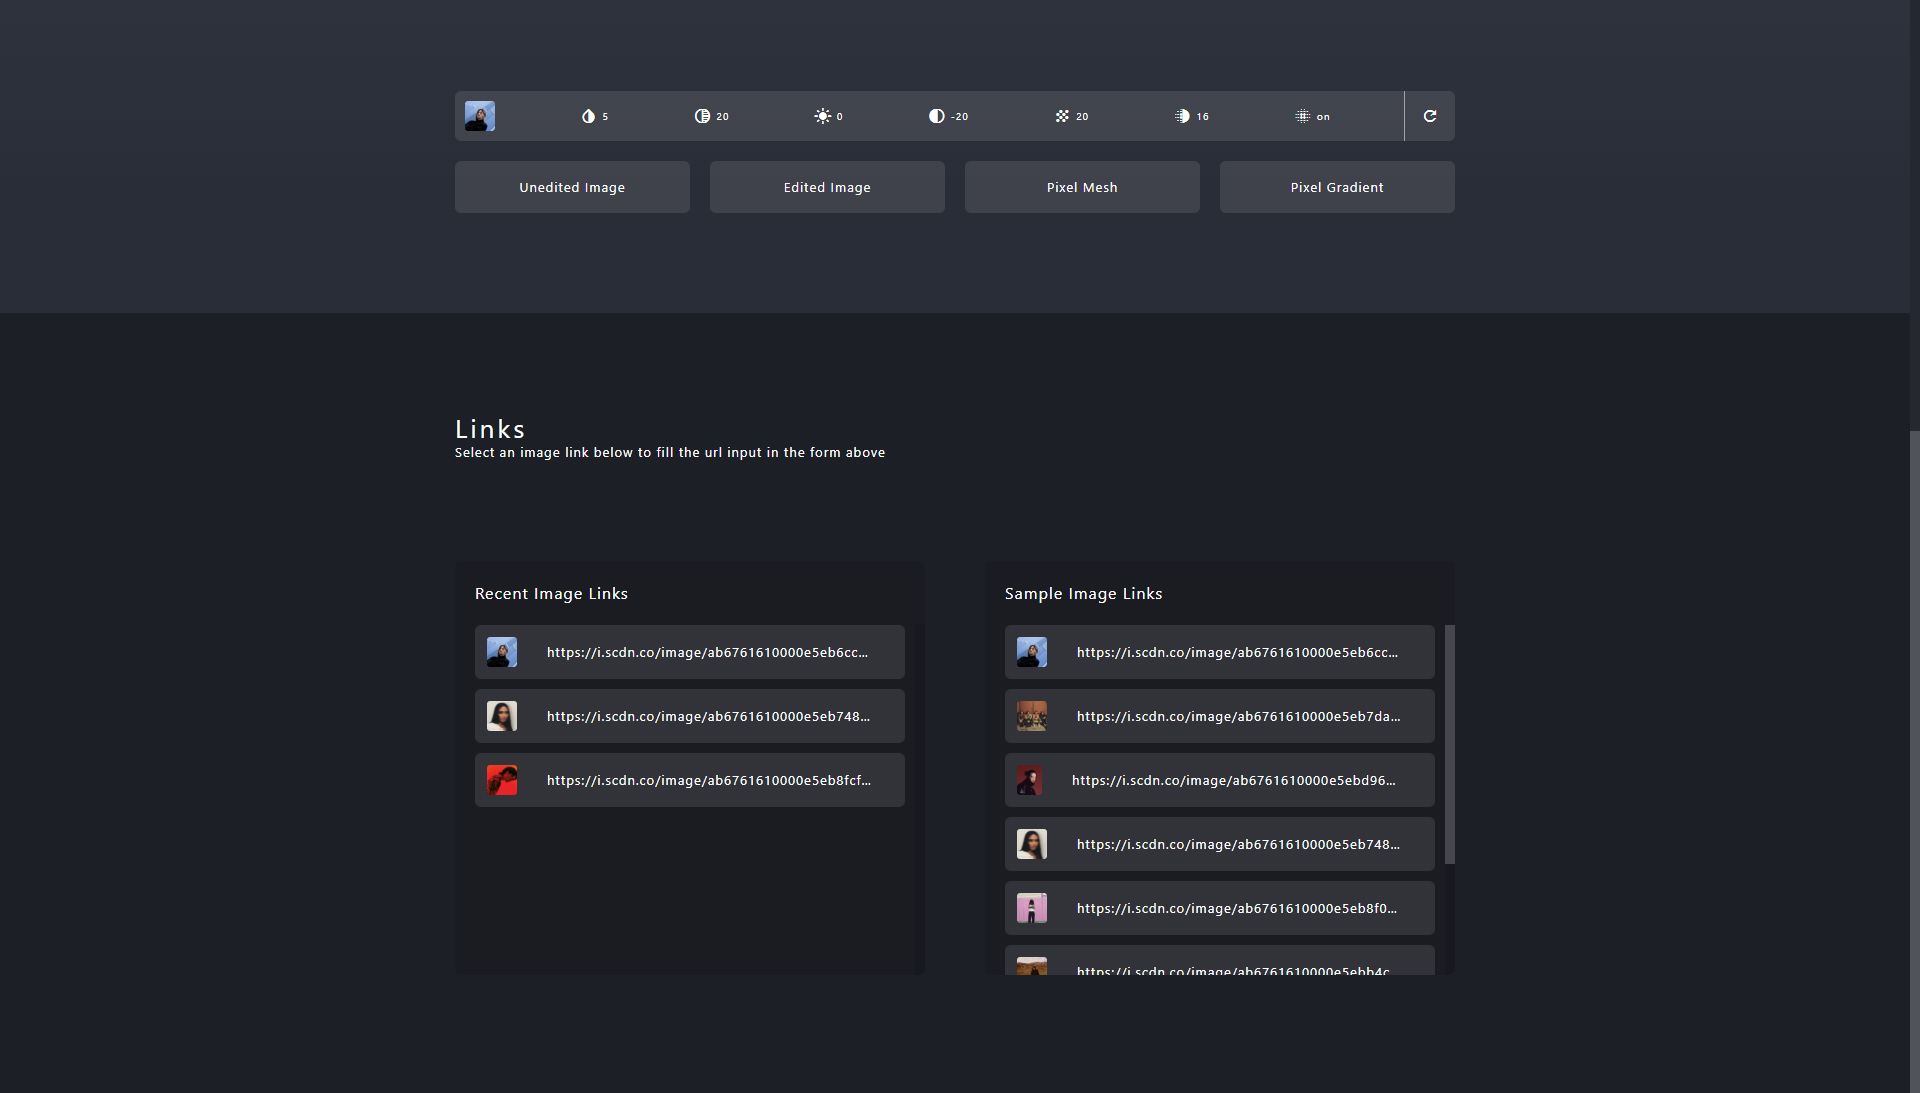 5 20 0 -20 20 16 on
Unedited Image Edited Image Pixel Mesh Pixel Gradient
Links
Select an image link below to fill the url input in the form above
Recent Image Links
https://i.scdn.co/image/ab6761610000e5eb6cc...
https://i.scdn.co/image/ab6761610000e5eb748...
https://i.scdn.co/image/ab6761610000e5eb8fcf...
Sample Image Links
https://i.scdn.co/image/ab6761610000e5eb6cc...
https://i.scdn.co/image/ab6761610000e5eb7da...
https://i.scdn.co/image/ab6761610000e5ebd96...
https://i.scdn.co/image/ab6761610000e5eb748...
https://i.scdn.co/image/ab6761610000e5eb8f0...
https://i.scdn.co/image/ab6761610000e5ebb4c...